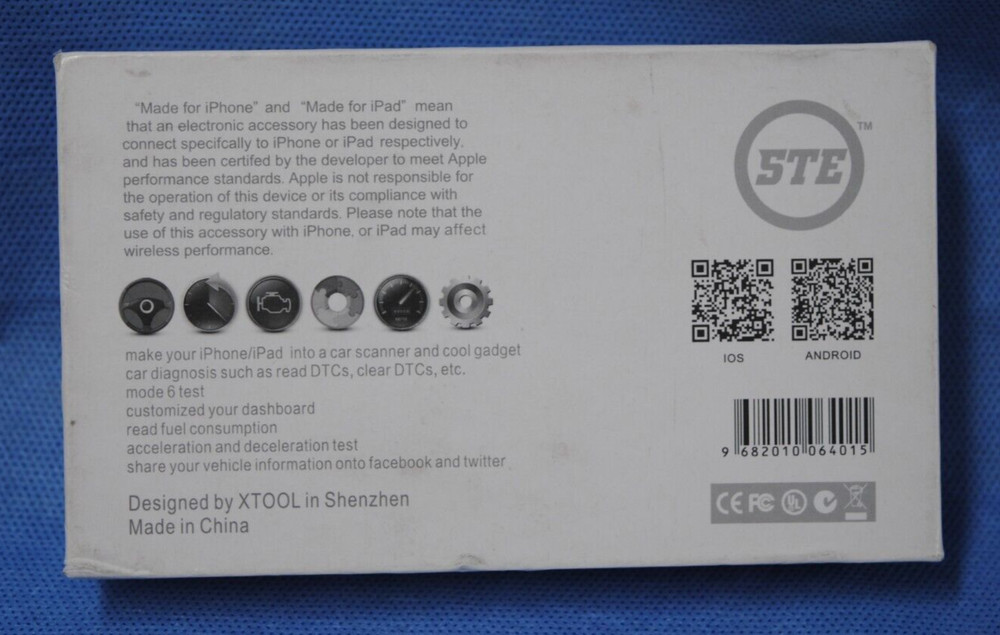 “Made for iPhone” and “Made for iPad” mean
that an electronic accessory has been designed to
connect specifcally to iPhone or iPad respectively,
and has been certifed by the developer to meet Apple
performance standards. Apple is not responsible for
the operation of this device or its compliance with
safety and regulatory standards. Please note that the
use of this accessory with iPhone, or iPad may affect
wireless performance.
make your iPhone/iPad into a car scanner and cool gadget
car diagnosis such as read DTCs, clear DTCs, etc.
mode 6 test
customized your dashboard
read fuel consumption
acceleration and deceleration test
share your vehicle information onto facebook and twitter
Designed by XTOOL in Shenzhen
Made in China
STE TM
IOS
ANDROID
9 682010 064015
CE FC UL